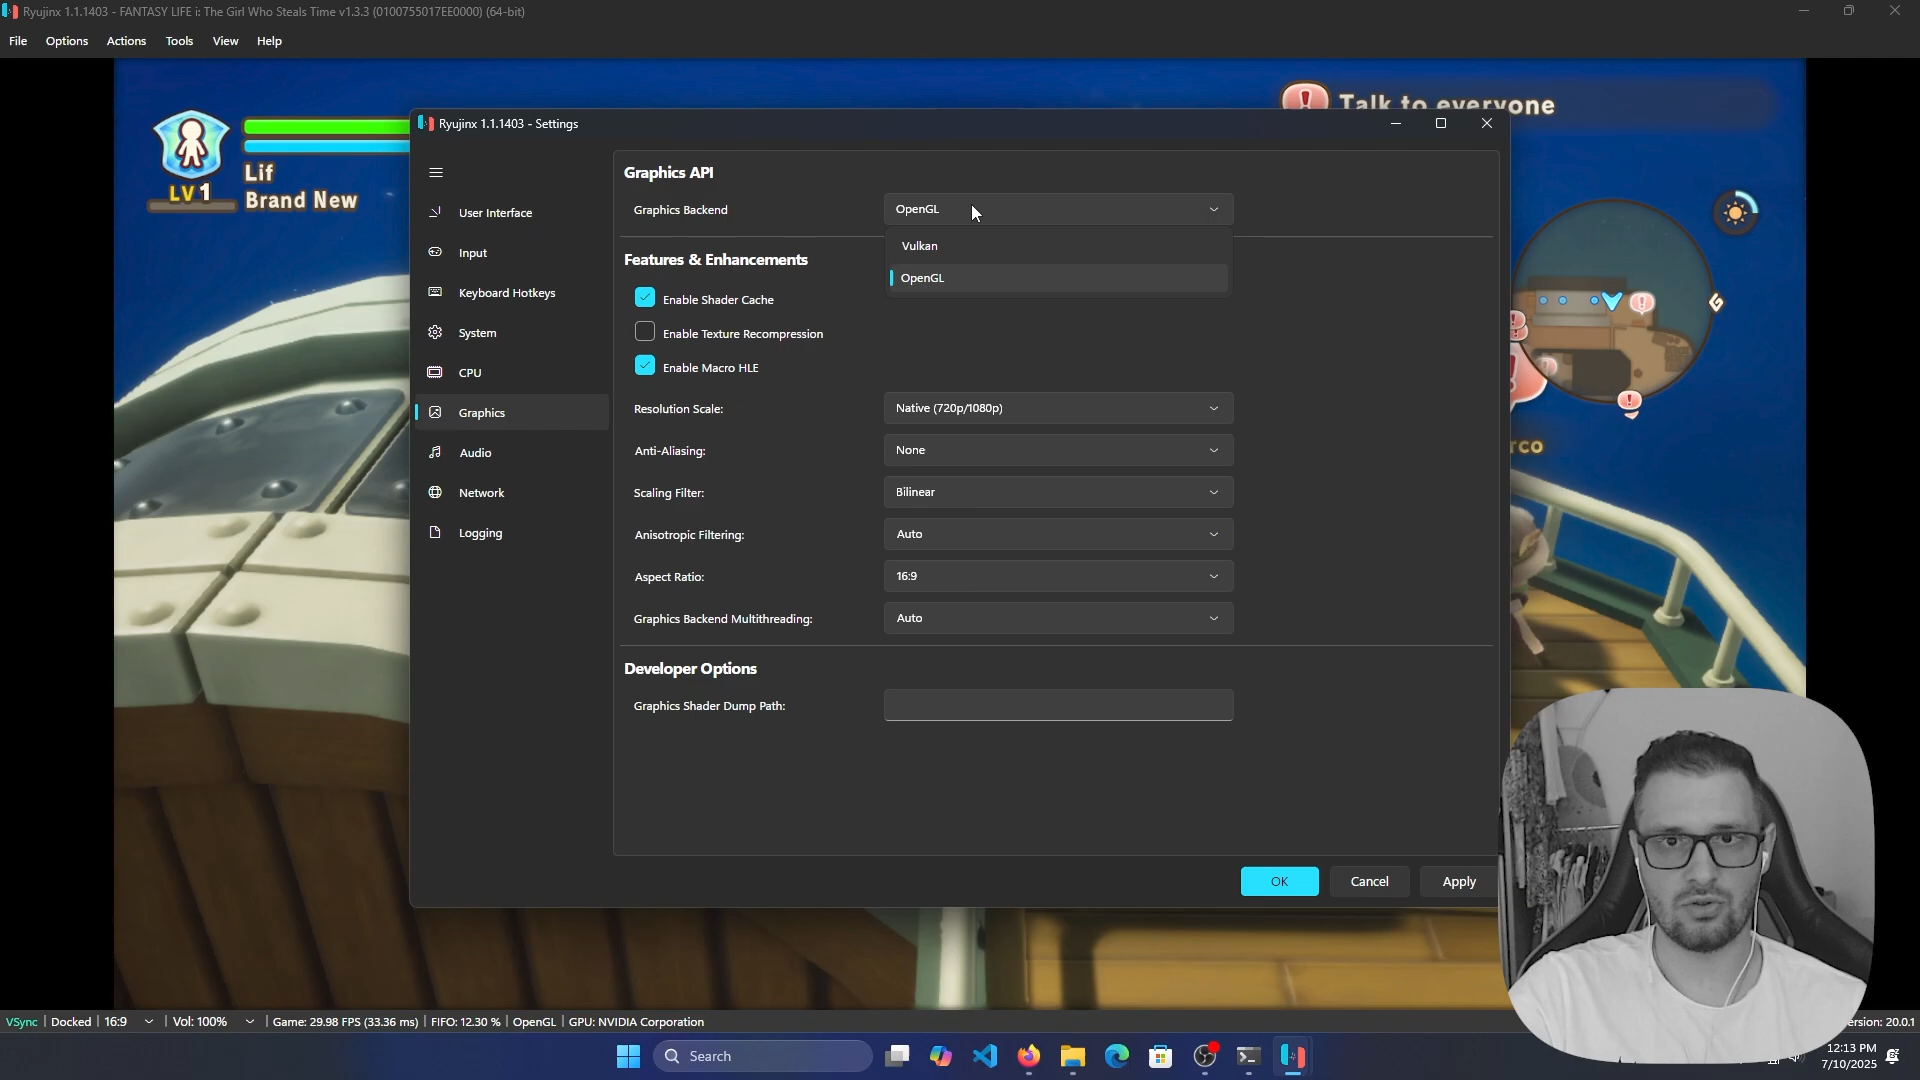 Ryujinx 1.1.1403 - FANTASY LIFE i: The Girl Who Steals Time v1.3.3 (0100755017EE0000) (64-bit)
File Options Actions Tools View Help
Talk to everyone
Lif
LV 1
Brand New
rco
Ryujinx 1.1.1403 - Settings
User Interface
Input
Keyboard Hotkeys
System
CPU
Graphics
Audio
Network
Logging
Graphics API
Graphics Backend
OpenGL
Vulkan
OpenGL
Features & Enhancements
Enable Shader Cache
Enable Texture Recompression
Enable Macro HLE
Resolution Scale: Native (720p/1080p)
Anti-Aliasing: None
Scaling Filter: Bilinear
Anisotropic Filtering: Auto
Aspect Ratio: 16:9
Graphics Backend Multithreading: Auto
Developer Options
Graphics Shader Dump Path:
OK Cancel Apply
VSync Docked 16:9 Vol: 100% Game: 29.98 FPS (33.36 ms) FIFO: 12.30 % OpenGL GPU: NVIDIA Corporation
ersion: 20.0.1
Search
12:13 PM
7/10/2025